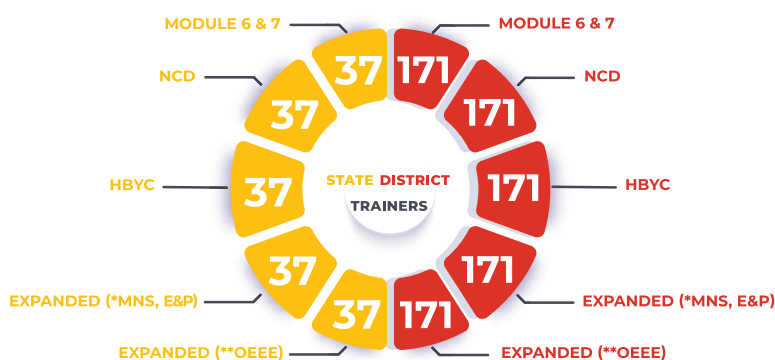 MODULE 6 & 7
MODULE 6 & 7
37
171
NCD
NCD
37
171
HBYC
37
STATE DISTRICT
TRAINERS
171
HBYC
37
171
EXPANDED (*MNS, E&P)
EXPANDED (*MNS, E&P)
37
171
EXPANDED (**OEEE)
EXPANDED (**OEEE)